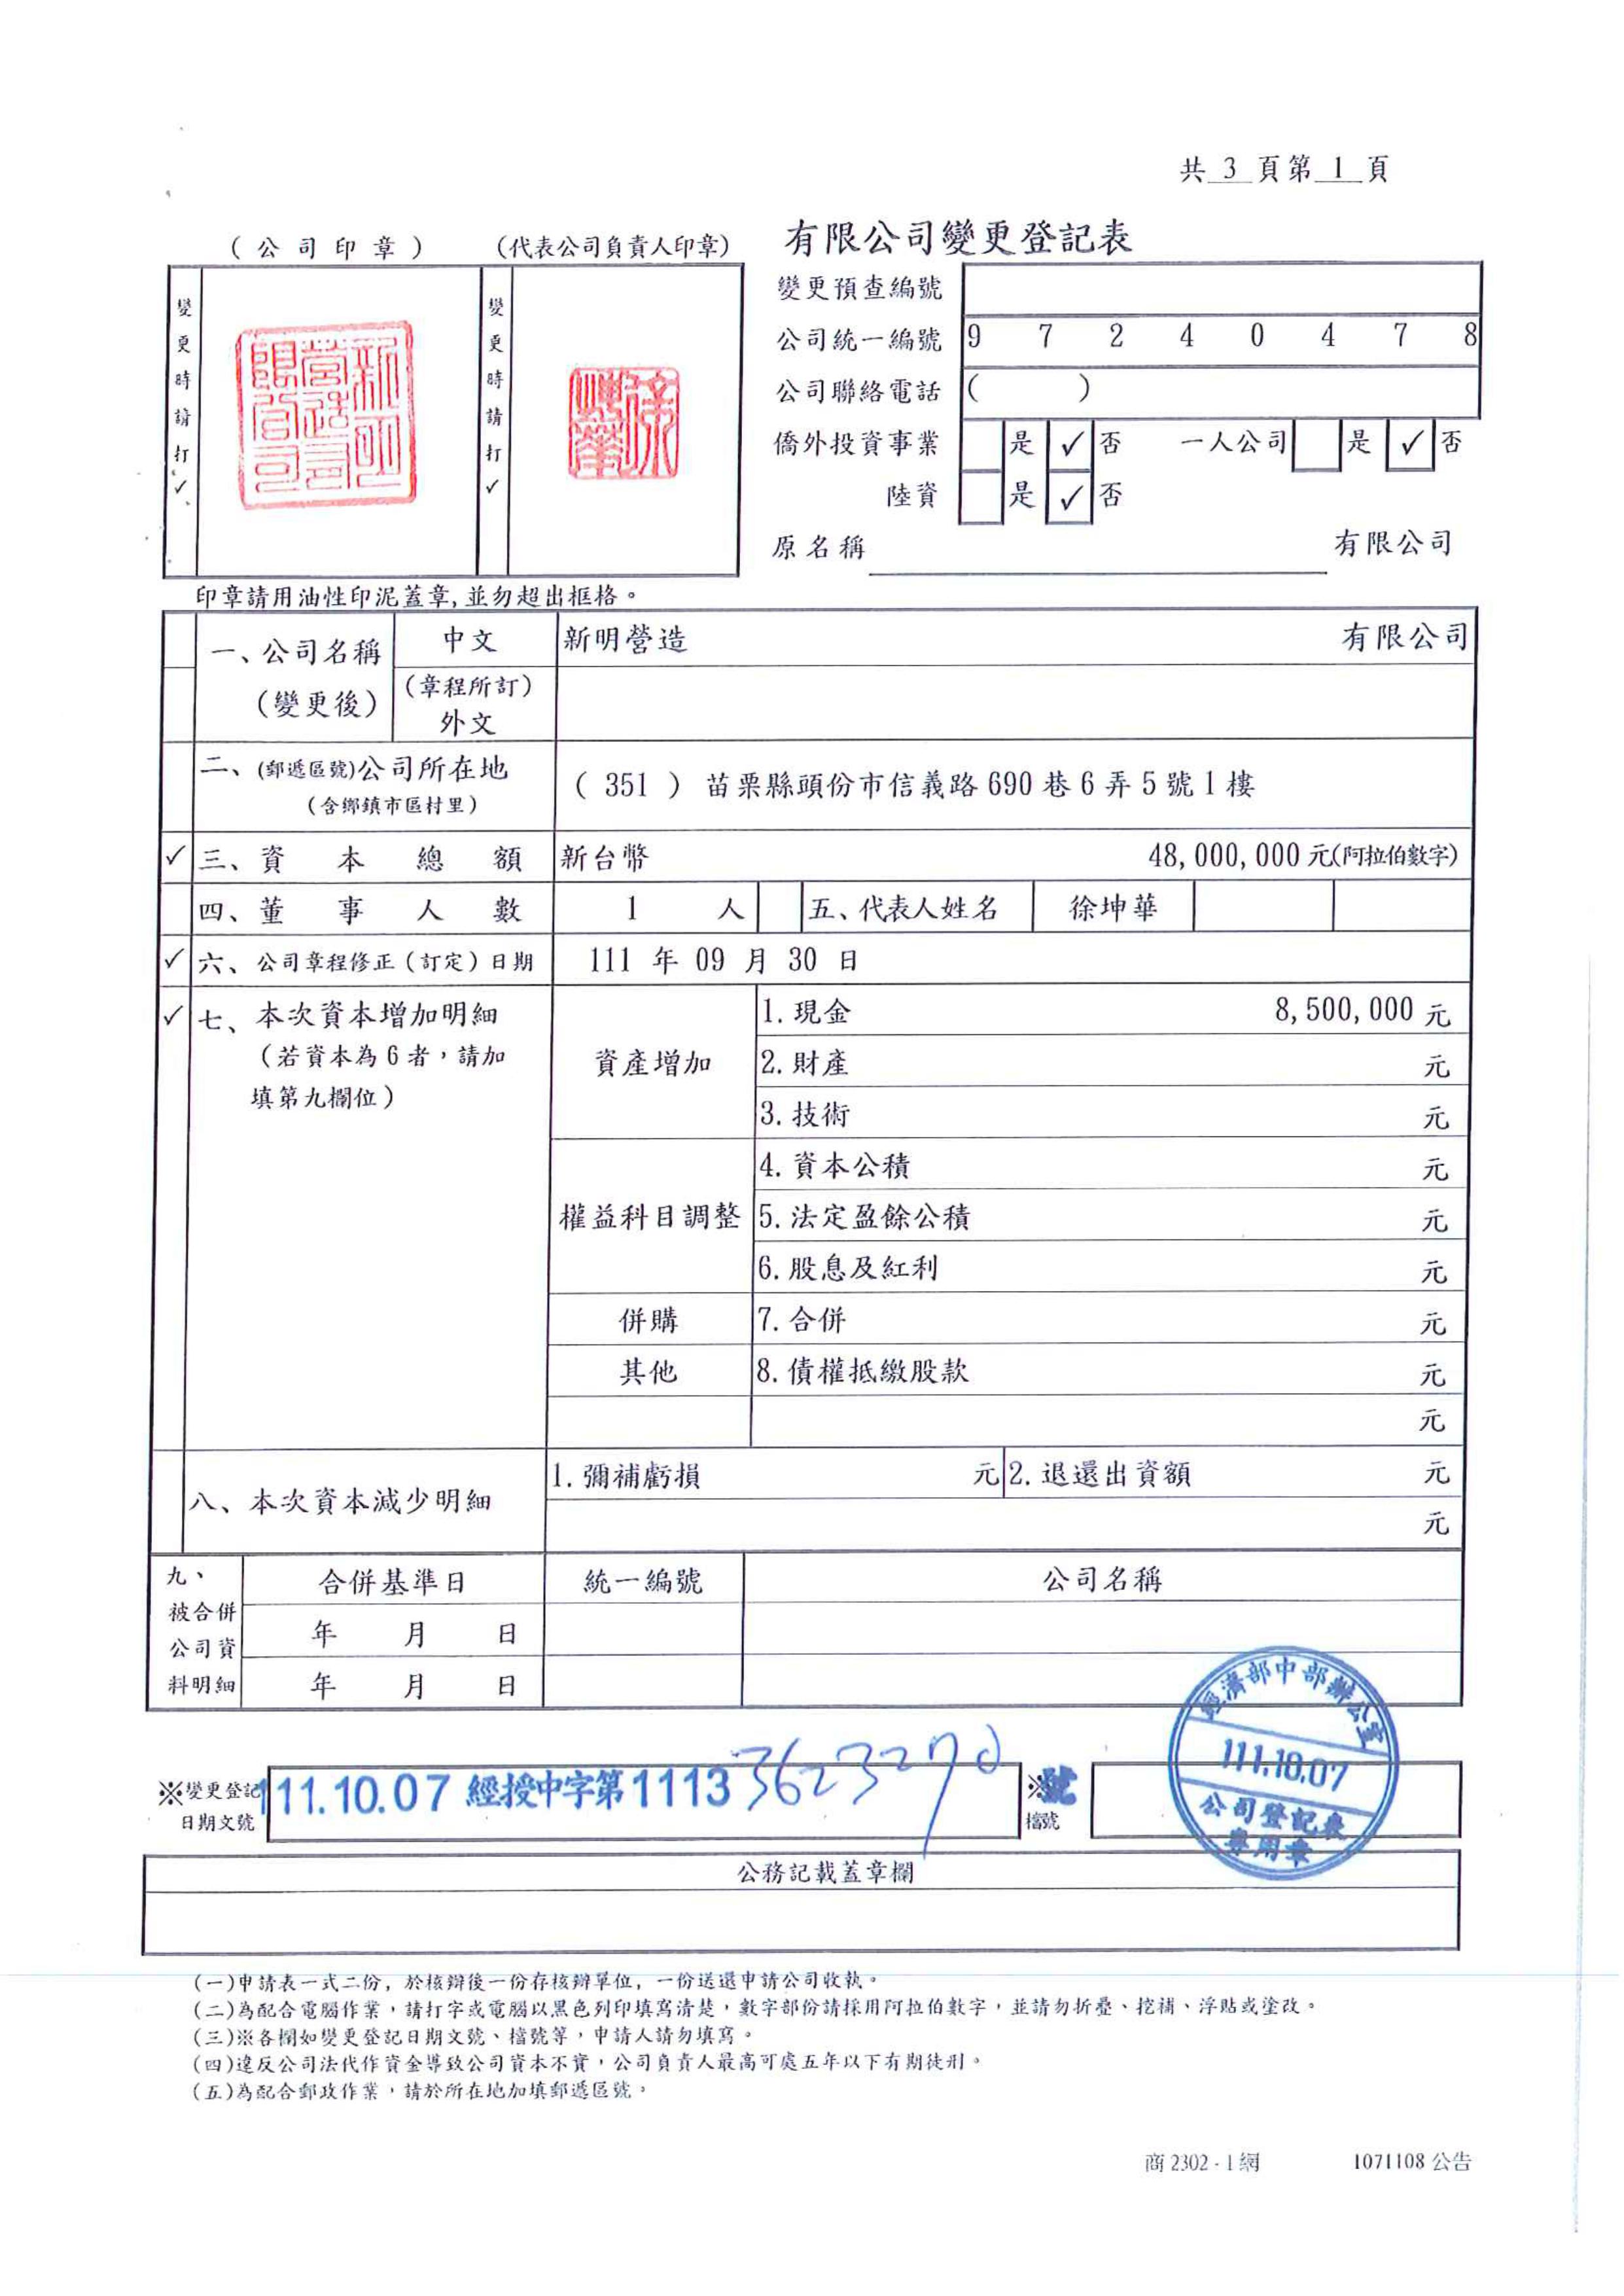 共 3 頁第 1 頁
(公司印章)
(代表公司負責人印章)
有限公司變更登記表
變更時請打✓
新明營造有限公司
變更時請打✓
徐坤華
變更預查編號
公司統一編號 9 7 2 4 0 4 7 8
公司聯絡電話 ( )
僑外投資事業 是 ✓ 否 一人公司 是 ✓ 否
陸資 是 ✓ 否
原名稱 有限公司
印章請用油性印泥蓋章,並勿超出框格。
一、公司名稱
(變更後)
中文 新明營造 有限公司
(章程所訂)
外文
二、(郵遞區號)公司所在地
(含鄉鎮市區村里)
( 351 ) 苗栗縣頭份市信義路 690 巷 6 弄 5 號 1 樓
✓ 三、資本總額 新台幣 48,000,000 元(阿拉伯數字)
四、董事人數 1 人 五、代表人姓名 徐坤華
✓ 六、公司章程修正(訂定)日期 111 年 09 月 30 日
✓ 七、本次資本增加明細
(若資本為 6 者,請加
填第九欄位)
資產增加
1. 現金 8,500,000 元
2. 財產 元
3. 技術 元
權益科目調整
4. 資本公積 元
5. 法定盈餘公積 元
6. 股息及紅利 元
併購 7. 合併 元
其他 8. 債權抵繳股款 元
元
八、本次資本減少明細
1. 彌補虧損 元 2. 退還出資額 元
元
九、
被合併
公司資
料明細
合併基準日 統一編號 公司名稱
年 月 日
年 月 日
※變更登記
日期文號
111.10.07 經授中字第1113 3623270 號
※
檔號
經濟部中部辦公室
111.10.07
公司登記表
專用章
公務記載蓋章欄
(一)申請表一式二份,於核辦後一份存核辦單位,一份送還申請公司收執。
(二)為配合電腦作業,請打字或電腦以黑色列印填寫清楚,數字部份請採用阿拉伯數字,並請勿折疊、挖補、浮貼或塗改。
(三)※各欄如變更登記日期文號、檔號等,申請人請勿填寫。
(四)違反公司法代作資金導致公司資本不實,公司負責人最高可處五年以下有期徒刑。
(五)為配合郵政作業,請於所在地加填郵遞區號。
商 2302 - 1 網 1071108 公告